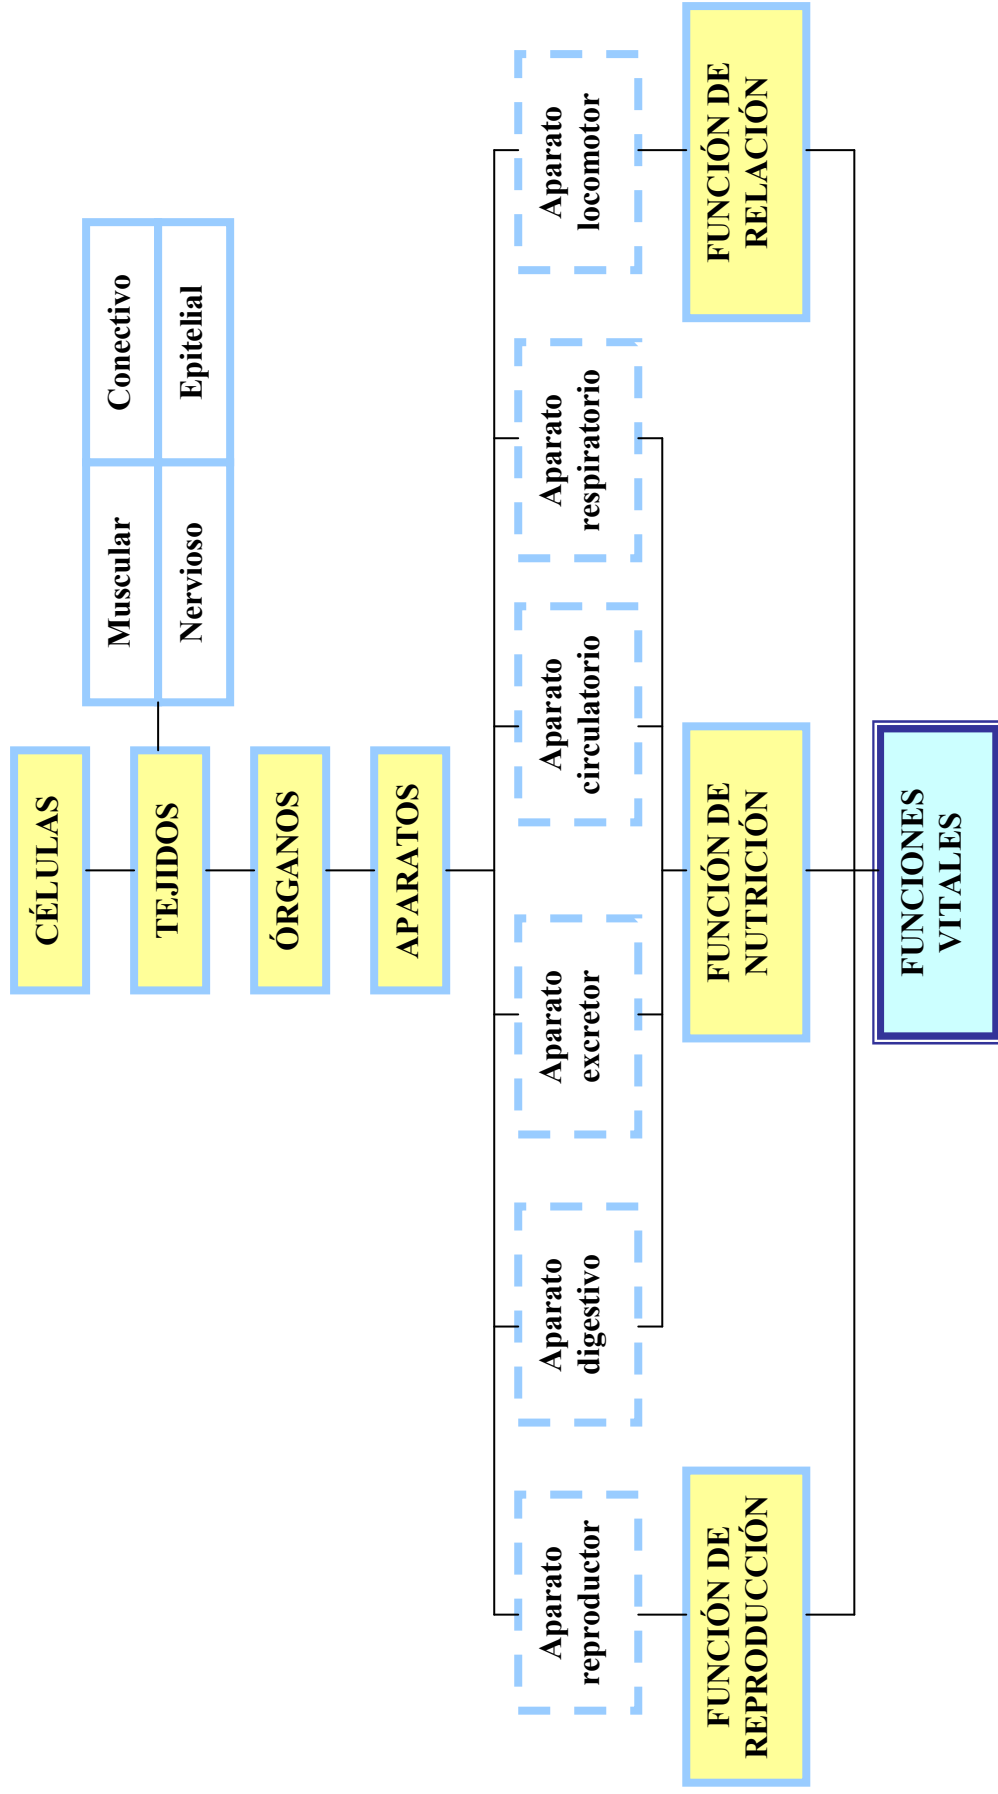 CÉLULAS
TEJIDOS
Muscular
Conectivo
Nervioso
Epitelial
ÓRGANOS
APARATOS
Aparato
reproductor
Aparato
digestivo
Aparato
excretor
Aparato
circulatorio
Aparato
respiratorio
Aparato
locomotor
FUNCIÓN DE
REPRODUCCIÓN
FUNCIÓN DE
NUTRICIÓN
FUNCIÓN DE
RELACIÓN
FUNCIONES
VITALES